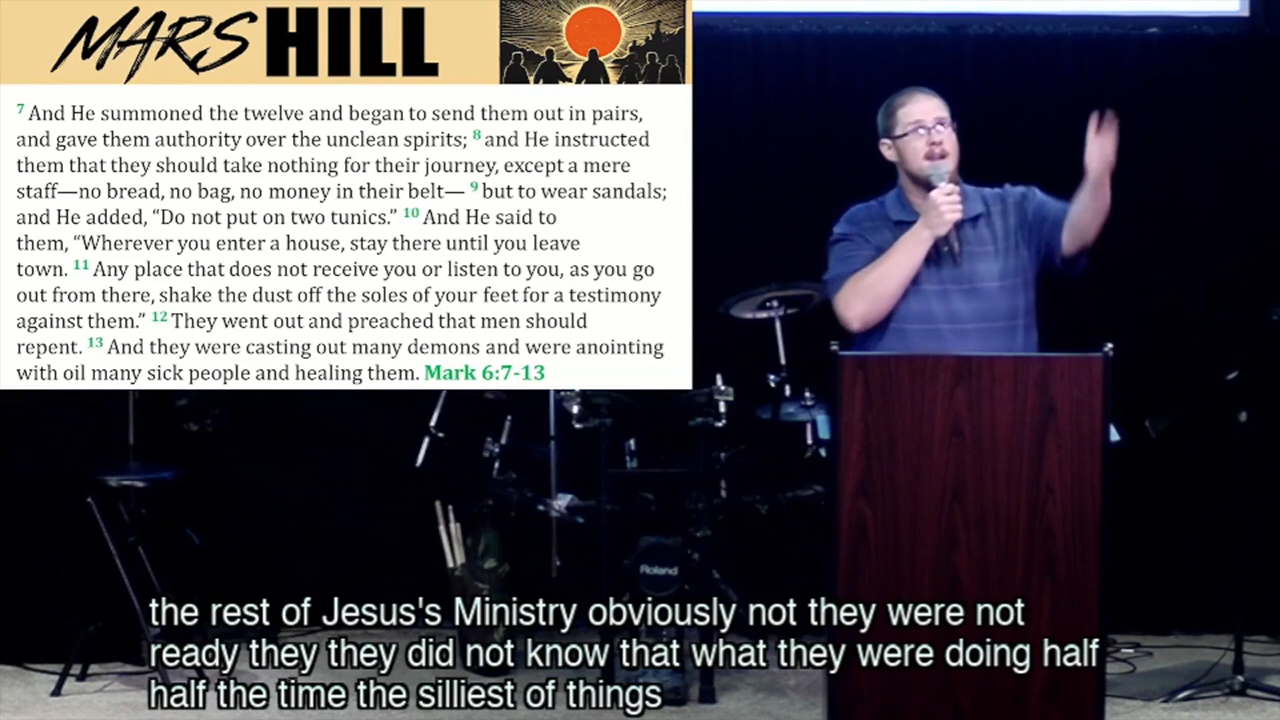 MARS HILL
7 And He summoned the twelve and began to send them out in pairs,
and gave them authority over the unclean spirits; 8 and He instructed
them that they should take nothing for their journey, except a mere
staff—no bread, no bag, no money in their belt— 9 but to wear sandals;
and He added, “Do not put on two tunics.” 10 And He said to
them, “Wherever you enter a house, stay there until you leave
town. 11 Any place that does not receive you or listen to you, as you go
out from there, shake the dust off the soles of your feet for a testimony
against them.” 12 They went out and preached that men should
repent. 13 And they were casting out many demons and were anointing
with oil many sick people and healing them. Mark 6:7-13
Roland
the rest of Jesus's Ministry obviously not they were not
ready they they did not know that what they were doing half
half the time the silliest of things